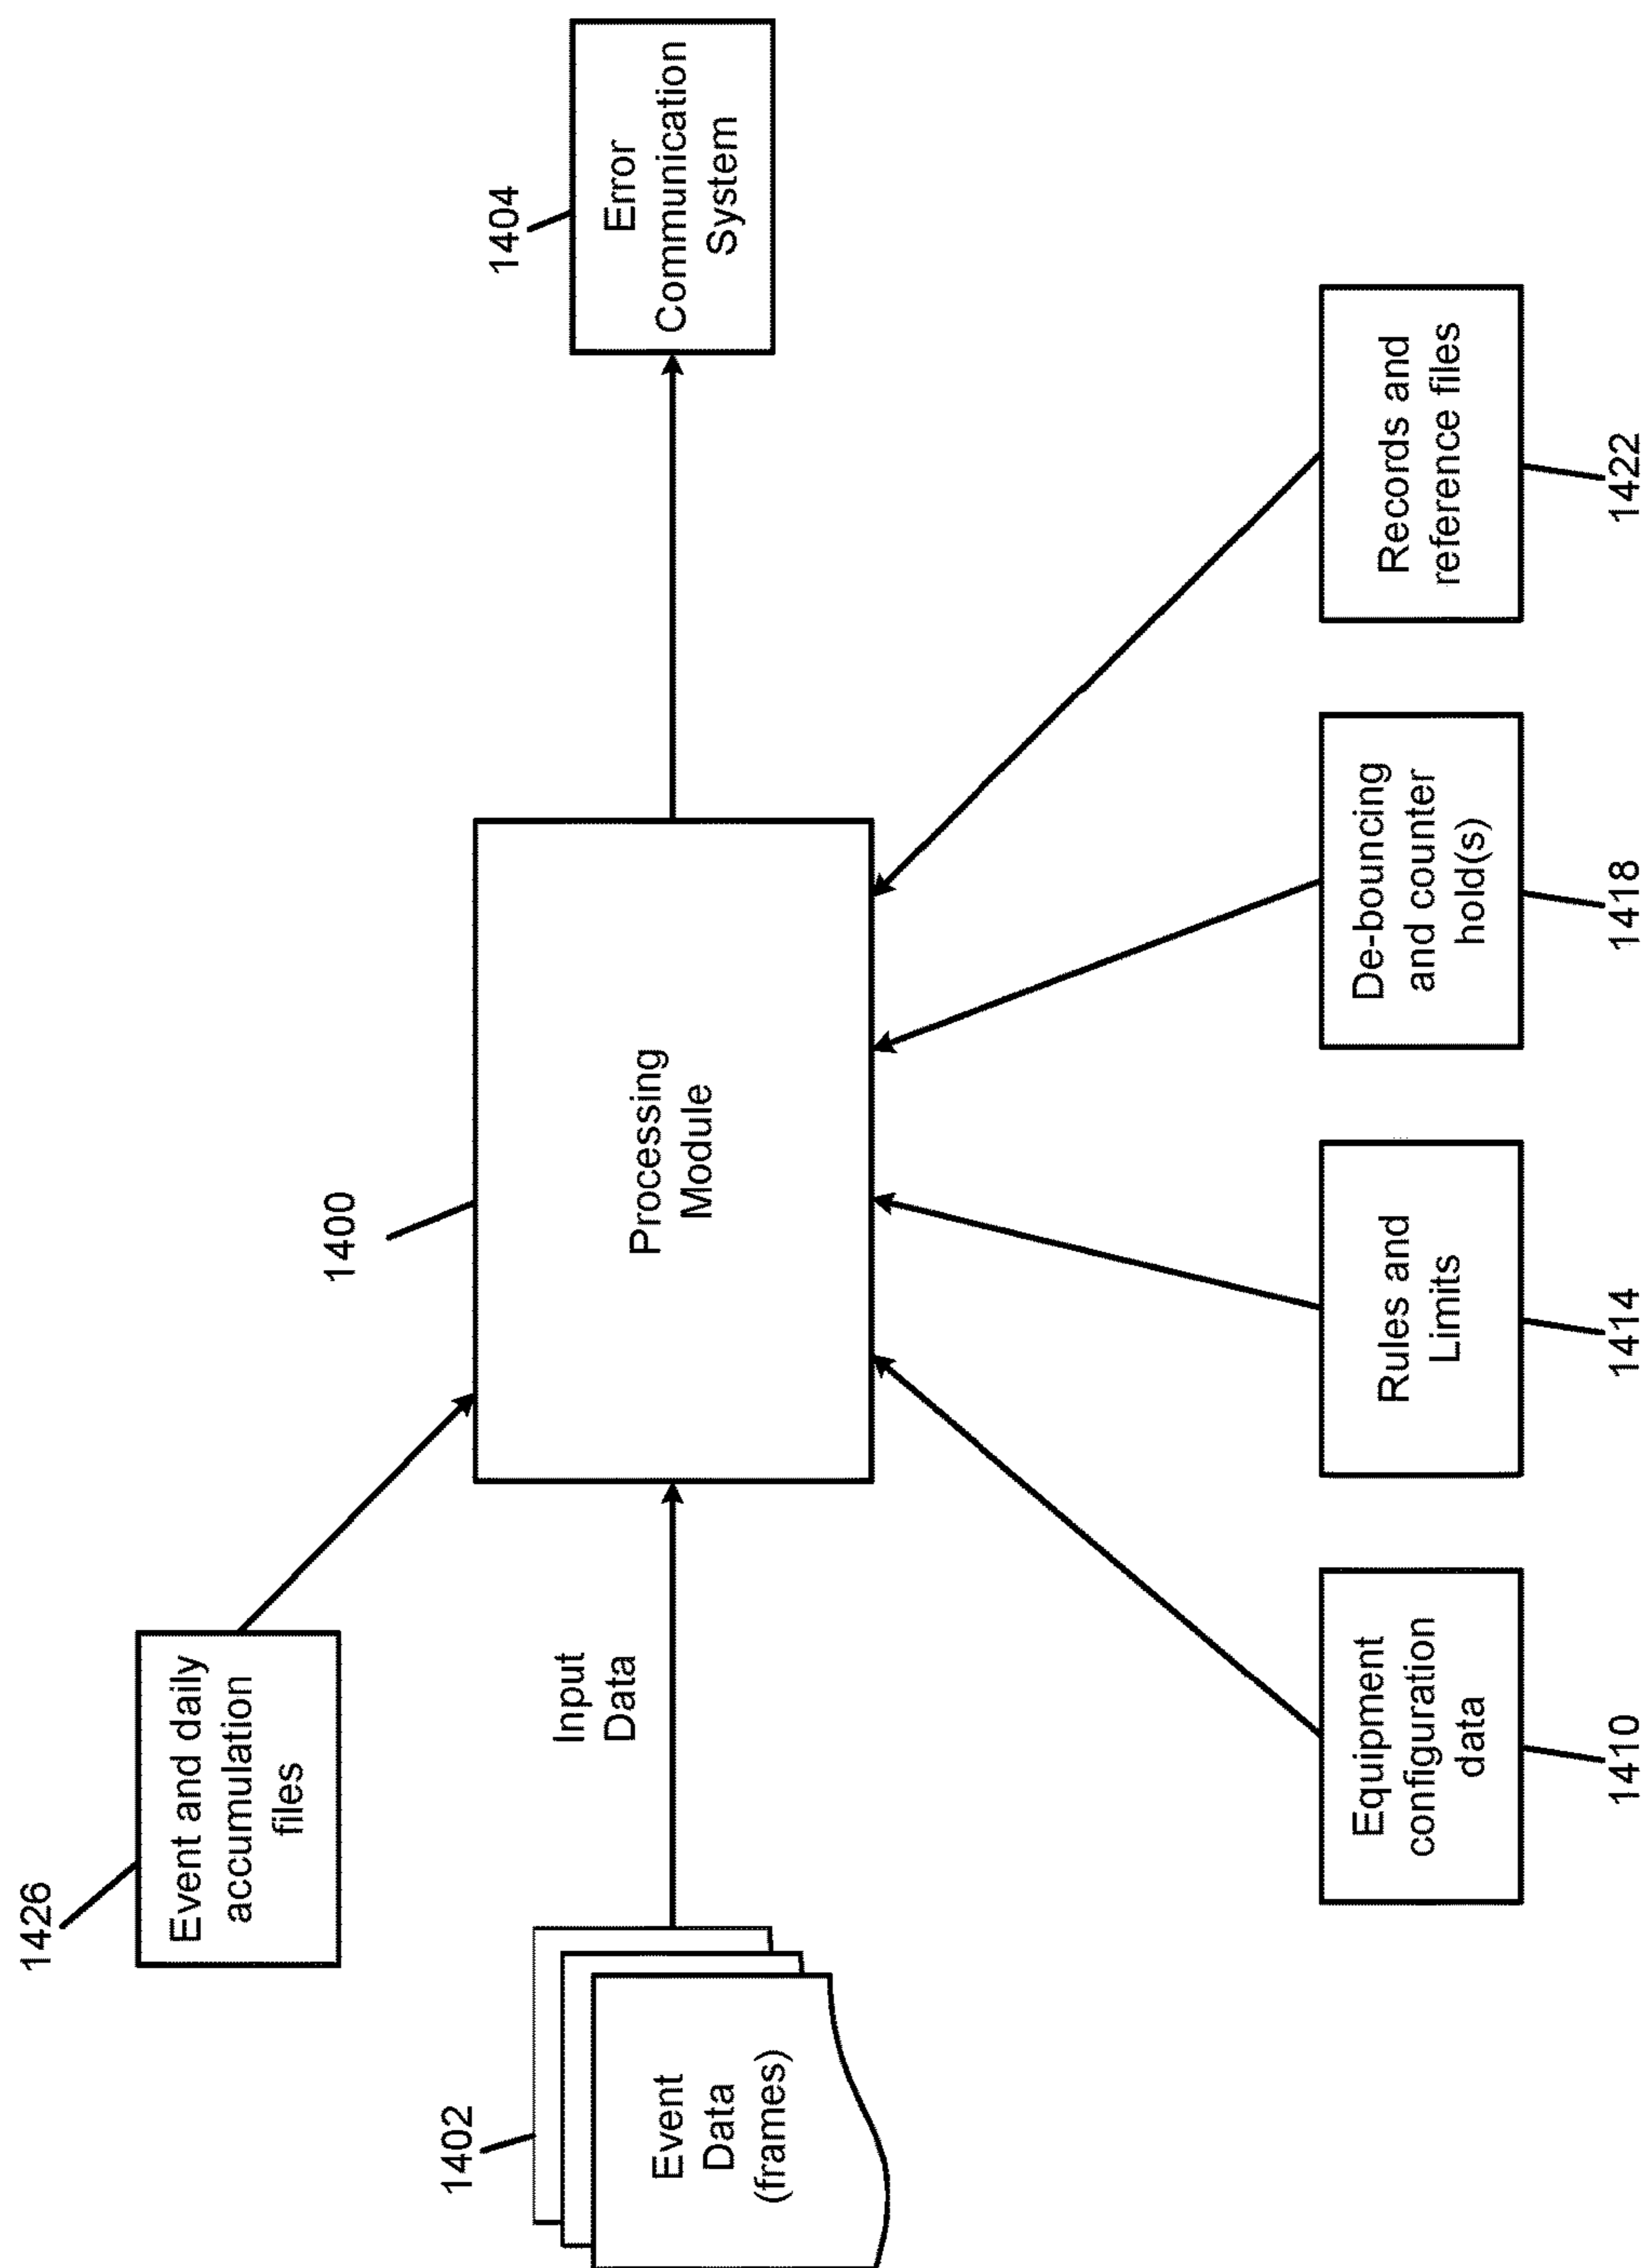 1426
Event and daily
accumulation
files
1402
Event
Data
(frames)
Input
Data
1400
Processing
Module
1404
Error
Communication
System
Equipment
configuration
data
1410
Rules and
Limits
1414
De-bouncing
and counter
hold(s)
1418
Records and
reference files
1422